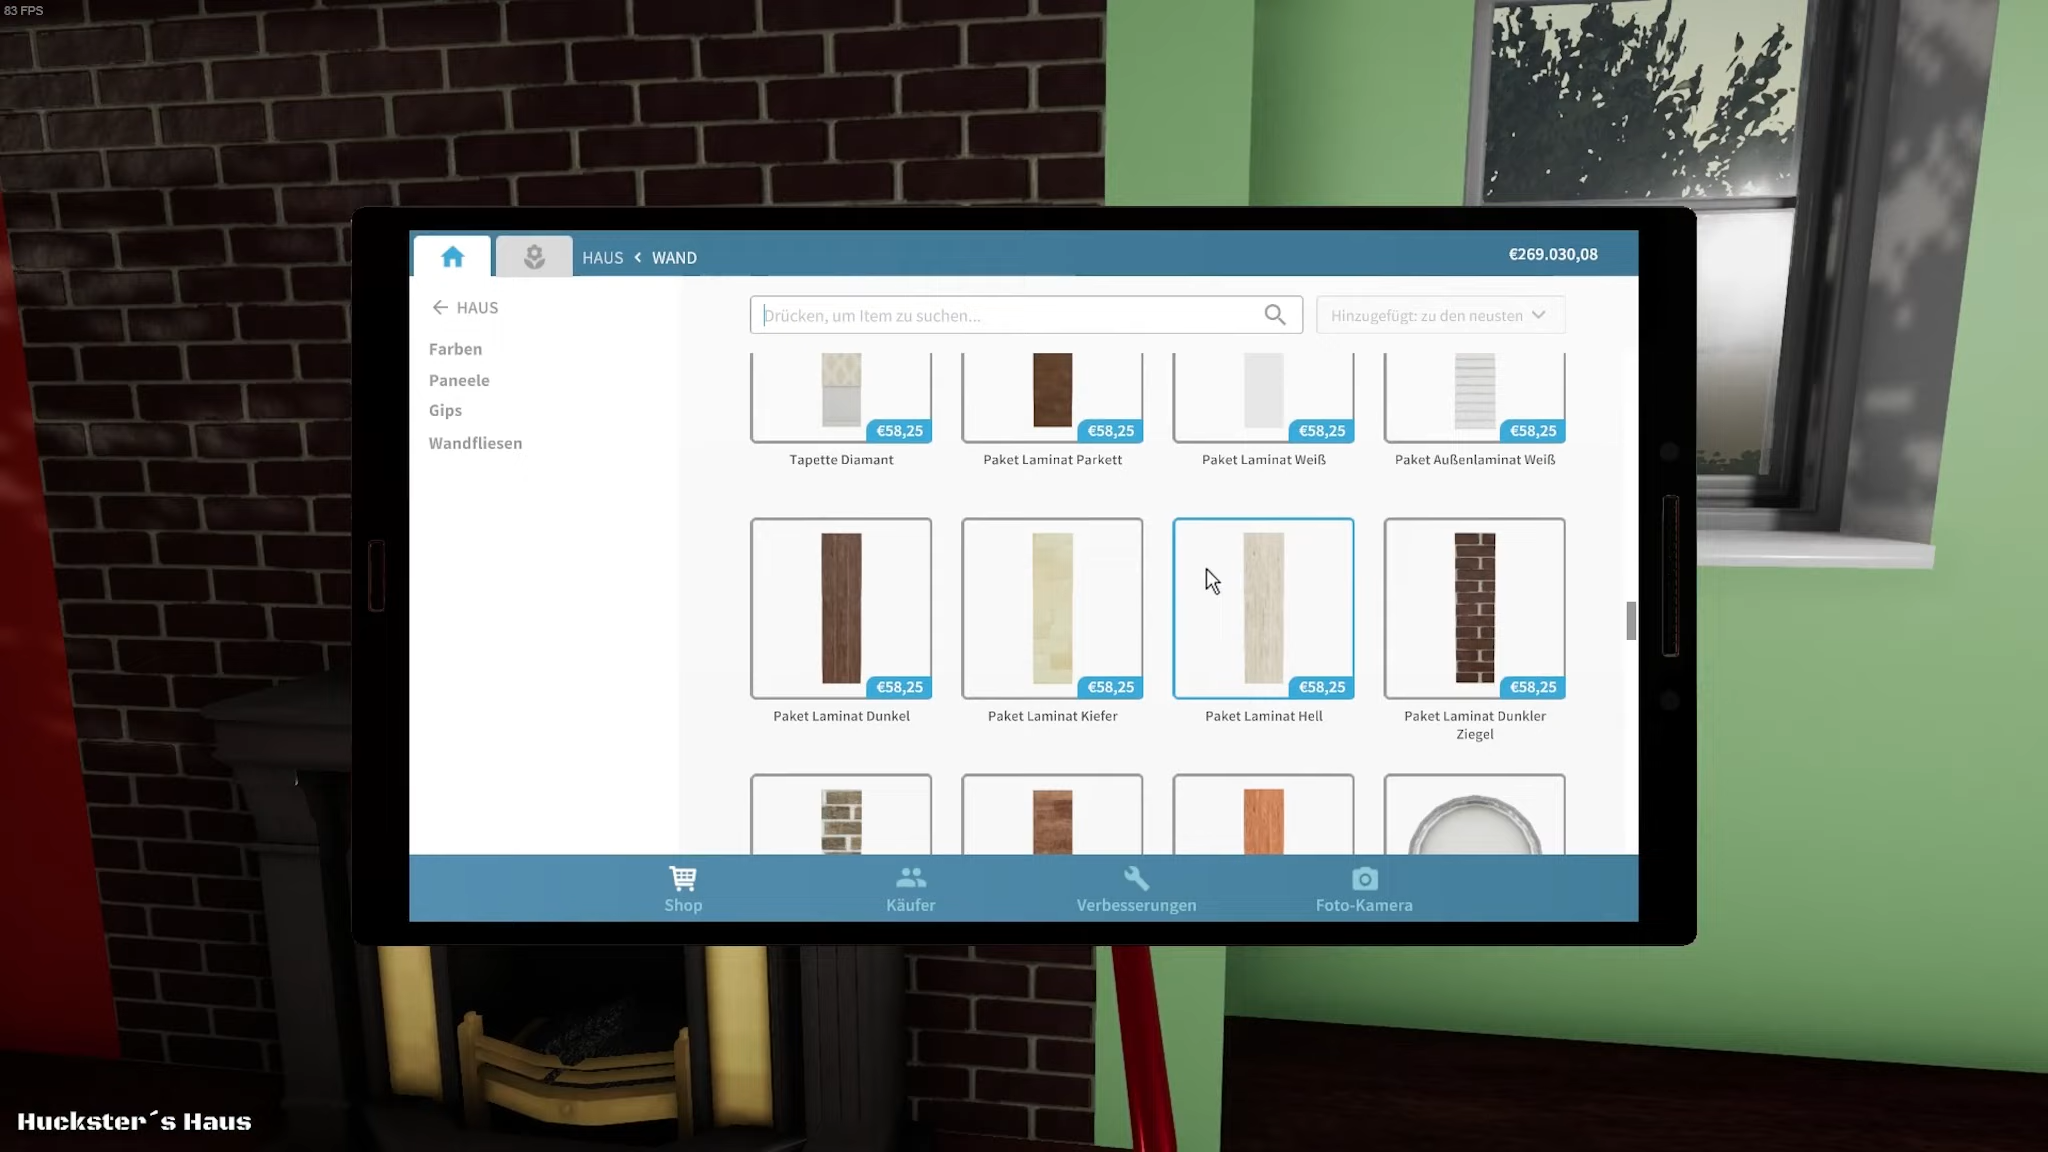 83 FPS
HAUS < WAND
€269.030,08
HAUS
Drücken, um Item zu suchen...
Hinzugefügt: zu den neusten
Farben
Paneele
Gips
Wandfliesen
€58,25
€58,25
€58,25
€58,25
Tapette Diamant
Paket Laminat Parkett
Paket Laminat Weiß
Paket Außenlaminat Weiß
€58,25
€58,25
€58,25
€58,25
Paket Laminat Dunkel
Paket Laminat Kiefer
Paket Laminat Hell
Paket Laminat Dunkler
Ziegel
Shop
Käufer
Verbesserungen
Foto-Kamera
Huckster´s Haus